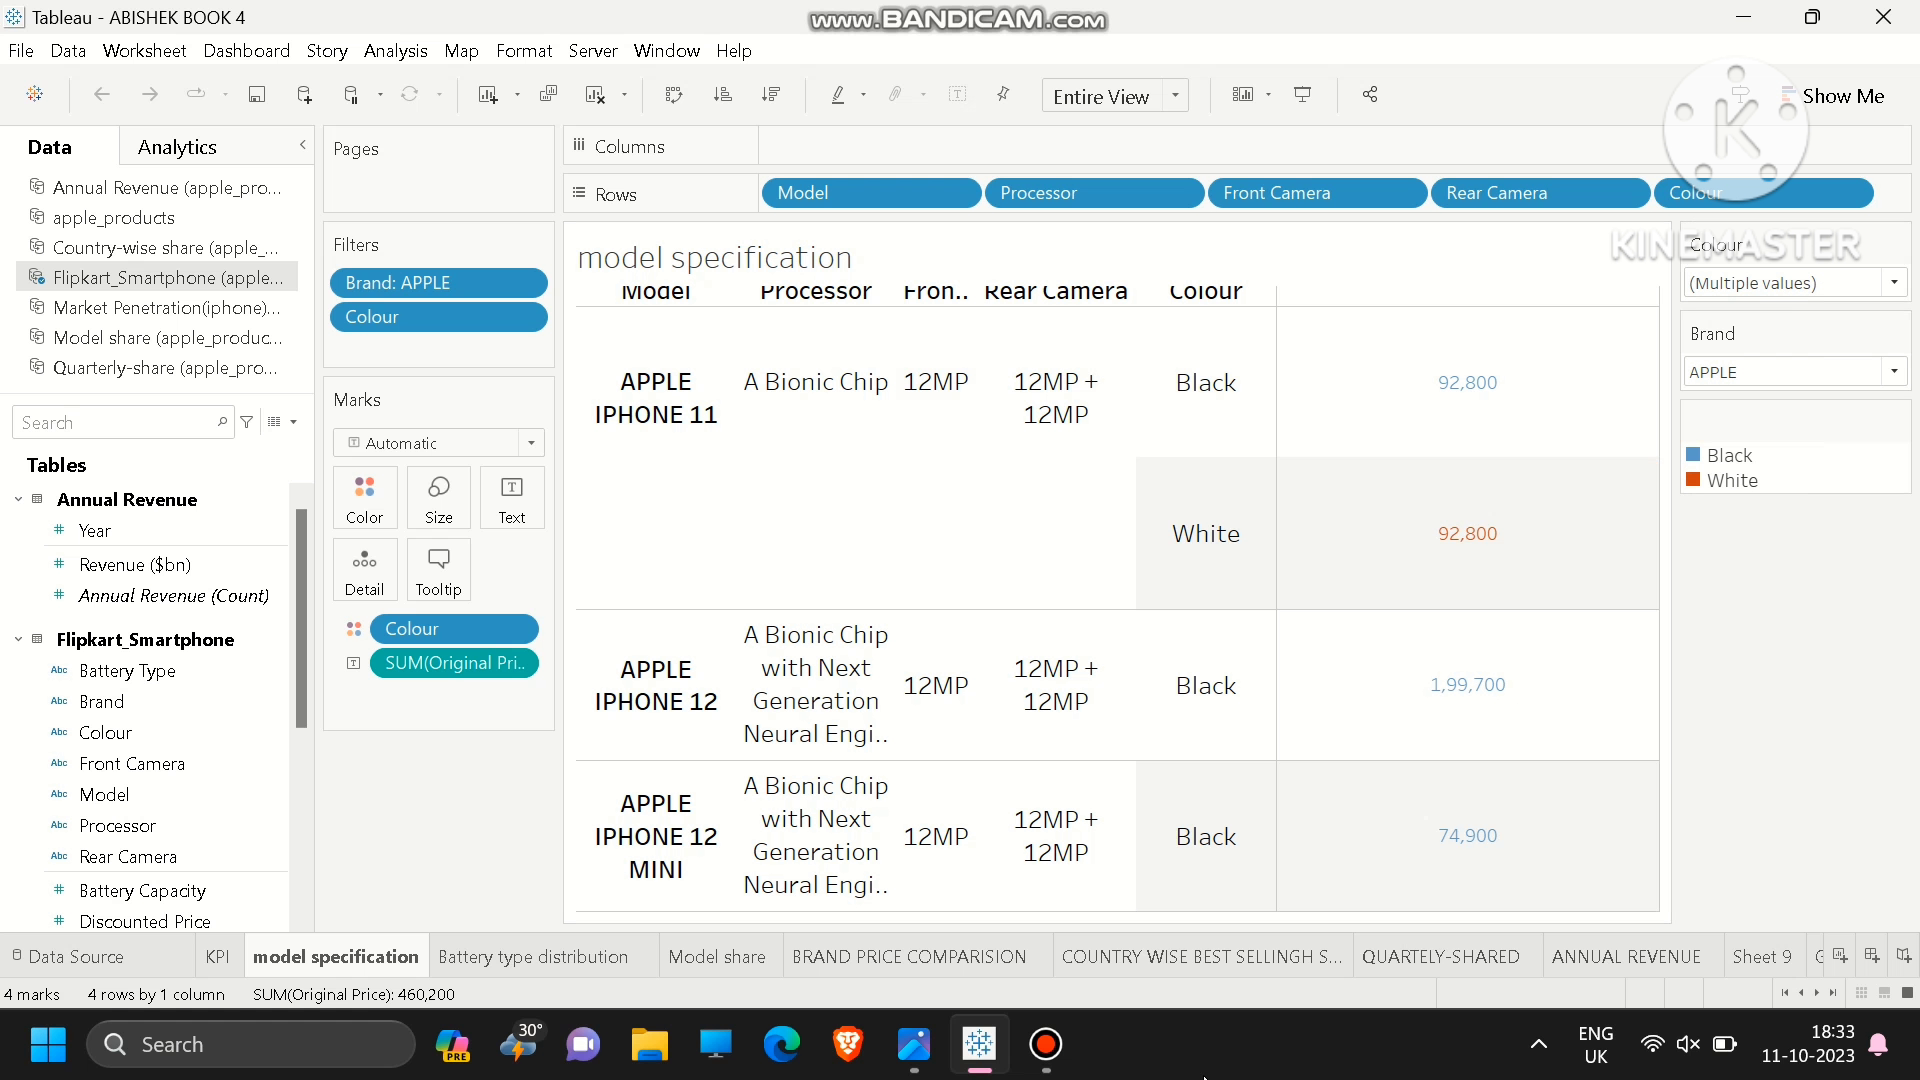 Tableau - ABISHEK BOOK 4
www.BANDICAM.com
File Data Worksheet Dashboard Story Analysis Map Format Server Window Help
Entire View
Show Me
Data
Analytics
Annual Revenue (apple_pro...
apple_products
Country-wise share (apple_...
Flipkart_Smartphone (apple...
Market Penetration(iphone)...
Model share (apple_produc...
Quarterly-share (apple_pro...
Search
Tables
Annual Revenue
Year
Revenue ($bn)
Annual Revenue (Count)
Flipkart_Smartphone
Abc Battery Type
Abc Brand
Abc Colour
Abc Front Camera
Abc Model
Abc Processor
Abc Rear Camera
Battery Capacity
Discounted Price
Pages
Filters
Brand: APPLE
Colour
Marks
Automatic
Color Size Text
Detail Tooltip
Colour
SUM(Original Pri..
Columns
Rows Model Processor Front Camera Rear Camera Colour
K
KINEMASTER
model specification
Model Processor Fron.. Rear Camera Colour
APPLE IPHONE 11
A Bionic Chip
12MP
12MP + 12MP
Black
92,800
White
92,800
APPLE
IPHONE 12
A Bionic Chip
with Next
Generation
Neural Engi..
12MP
12MP +
12MP
Black
1,99,700
APPLE
IPHONE 12
MINI
A Bionic Chip
with Next
Generation
Neural Engi..
12MP
12MP +
12MP
Black
74,900
Colour
(Multiple values)
Brand
APPLE
Black
White
Data Source KPI model specification Battery type distribution Model share BRAND PRICE COMPARISION COUNTRY WISE BEST SELLINGH S... QUARTELY-SHARED ANNUAL REVENUE Sheet 9
4 marks 4 rows by 1 column SUM(Original Price): 460,200
Search
PRE
30°
ENG
UK
18:33
11-10-2023